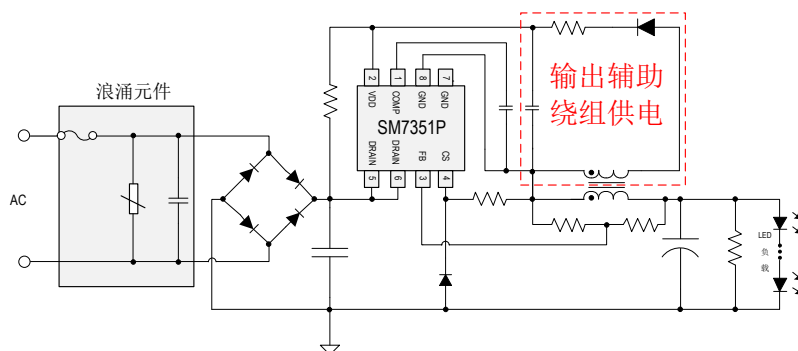 输出辅助
绕组供电
浪涌元件
AC
2
1
8
7
VDD
COMP
GND
GND
SM7351P
DRAIN
DRAIN
FB
CS
5
6
3
4
LED
负
载